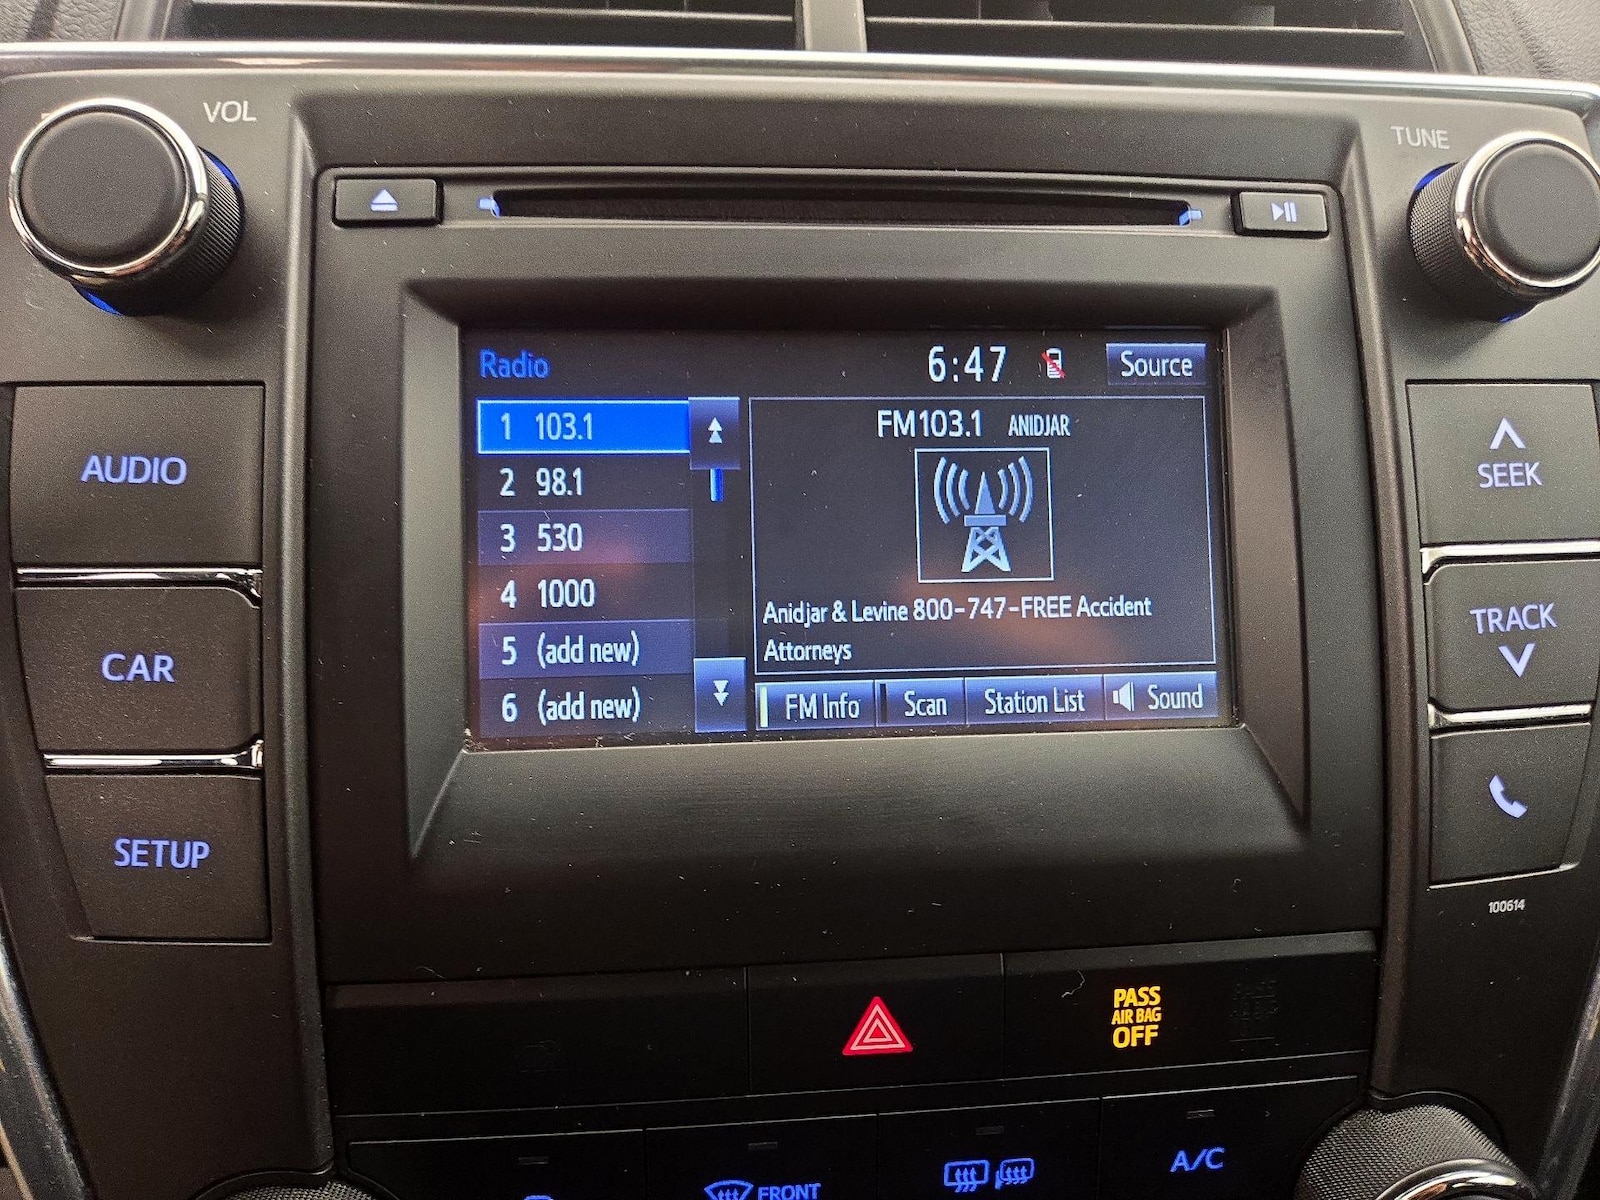 VOL
TUNE
Radio
6:47
Source
1 103.1
2 98.1
3 530
4 1000
5 (add new)
6 (add new)
FM103.1 ANIDJAR
Anidjar & Levine 800-747-FREE Accident
Attorneys
FM Info
Scan
Station List
Sound
AUDIO
CAR
SETUP
SEEK
TRACK
100614
PASS
AIR BAG
OFF
FRONT
A/C